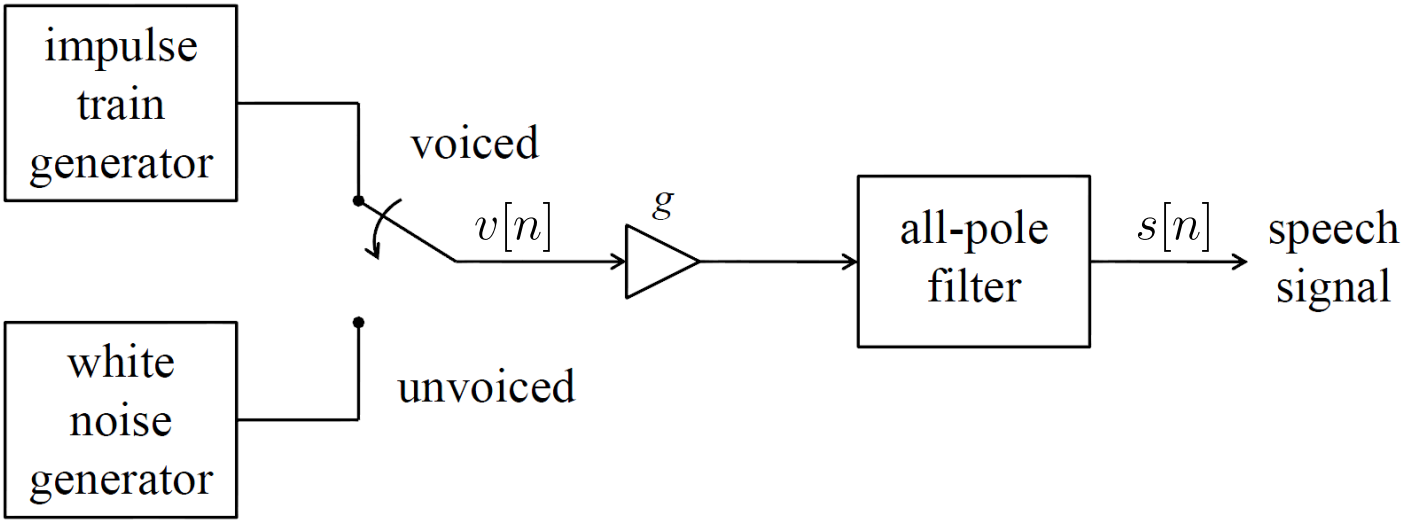 impulse
train
generator
voiced
v[n]
g
all-pole
filter
s[n]
speech
signal
unvoiced
white
noise
generator